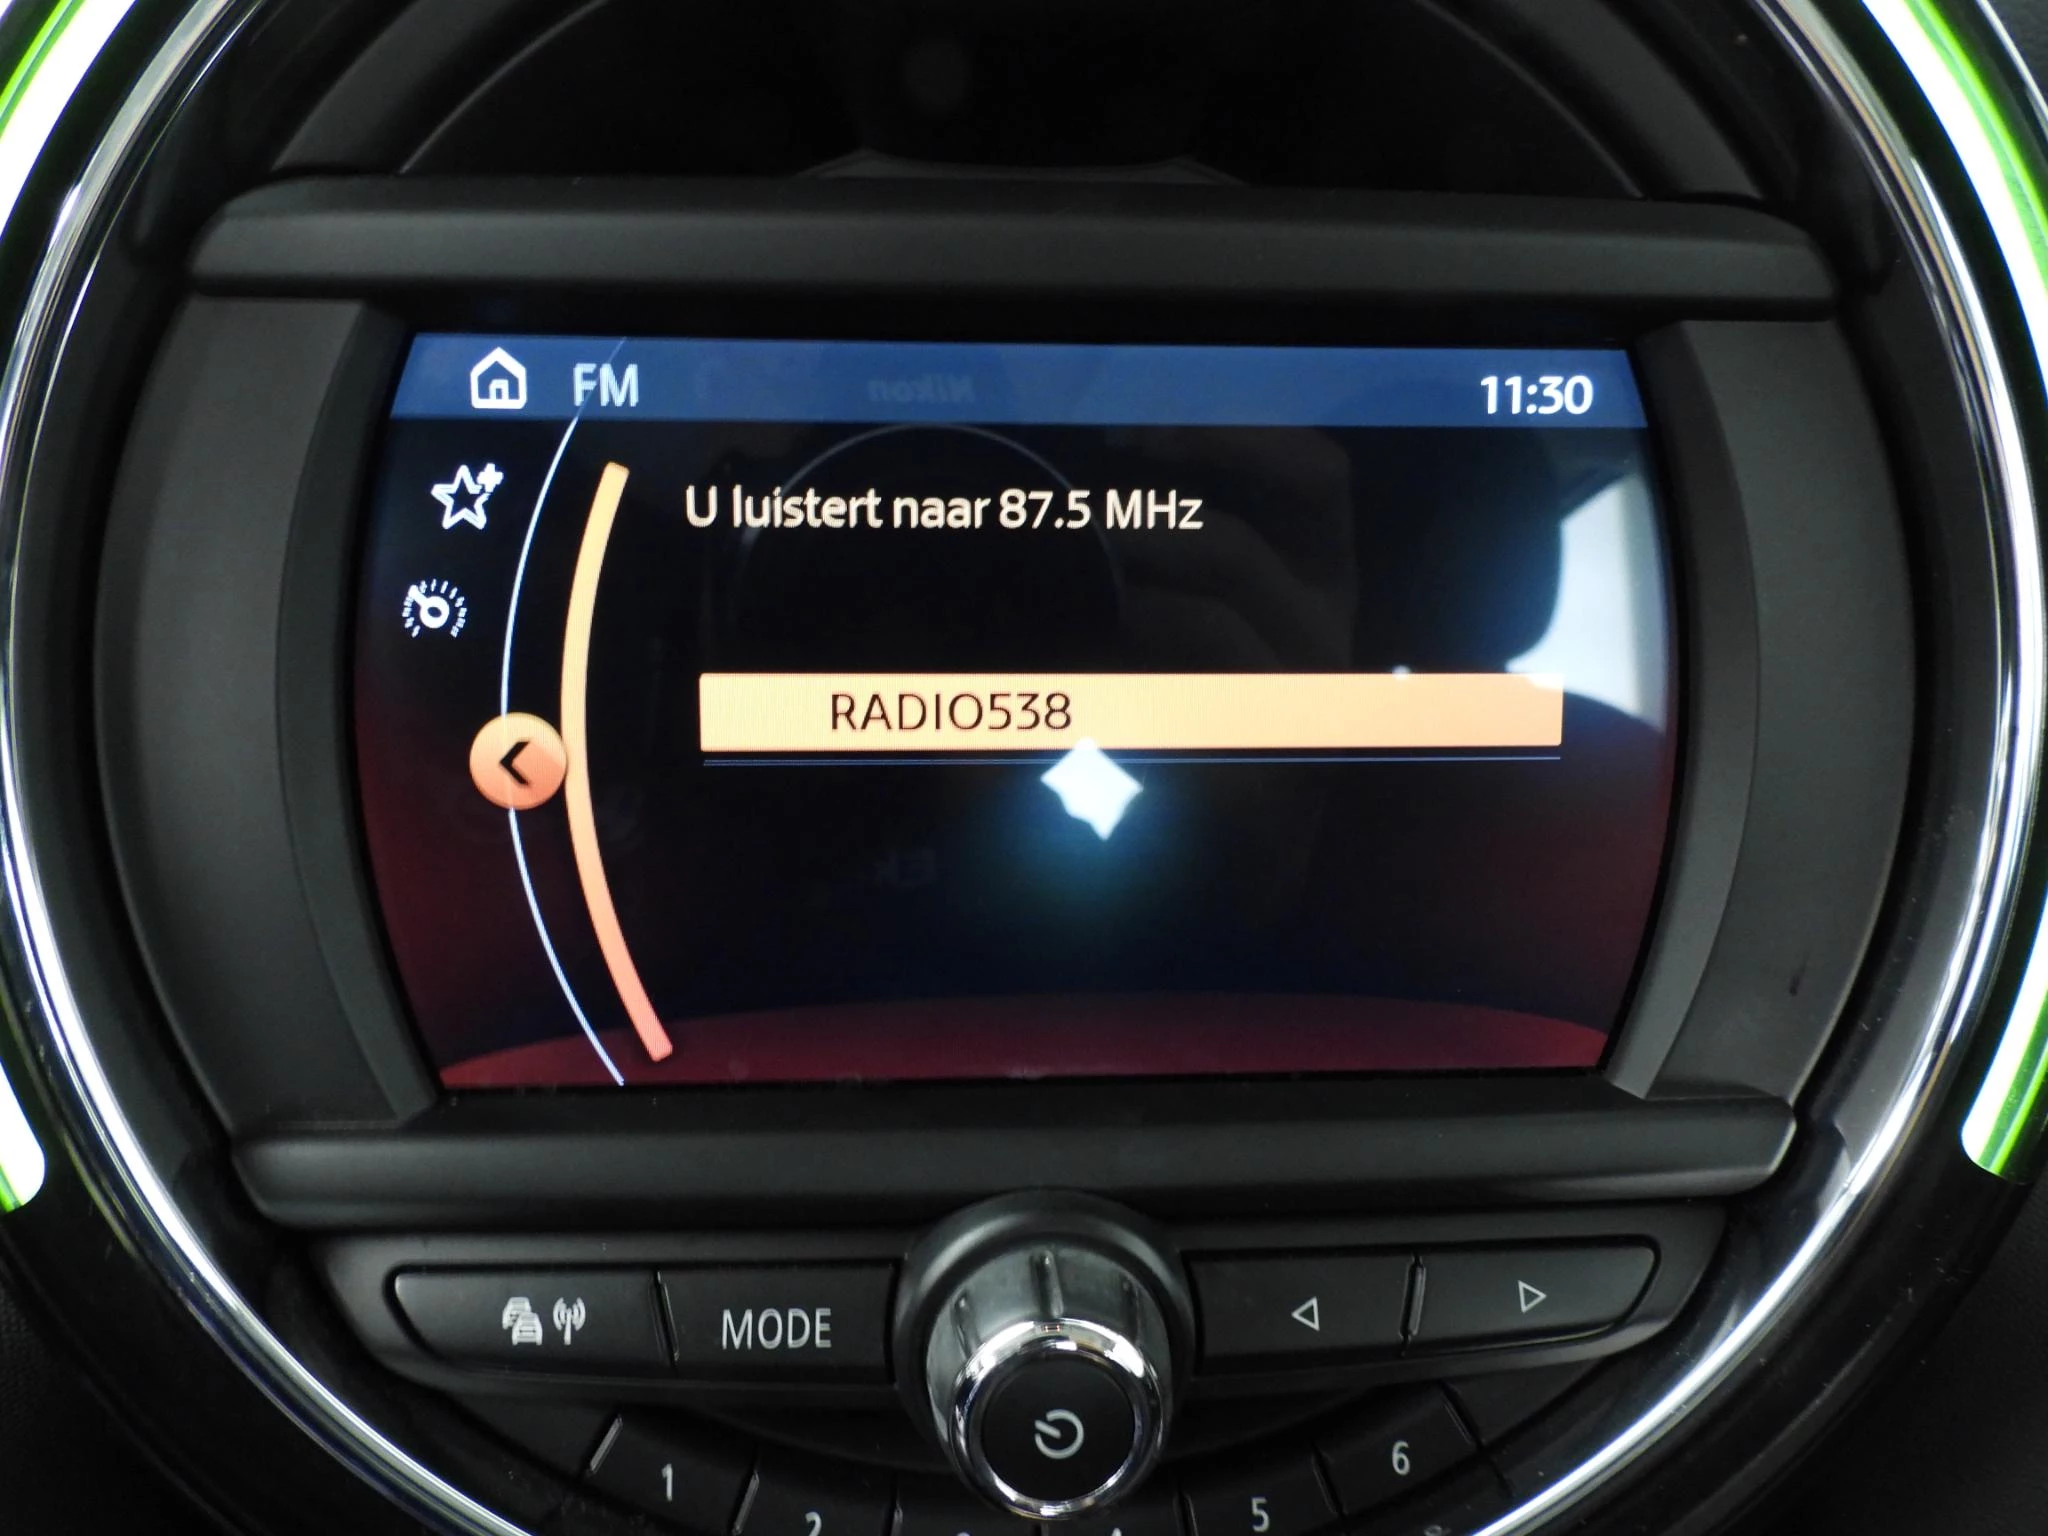 FM 11:30
U luistert naar 87.5 MHz
RADIO538
MODE
1 2 5 6